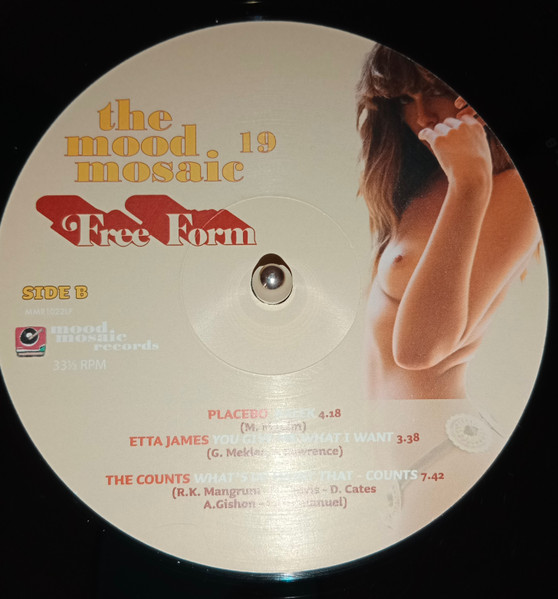 the
mood
mosaic 19
Free Form
SIDE B
mood
mosaic
records
33⅓ RPM
PLACEBO 4.18
(M.
ETTA JAMES YOU WHAT I WANT 3.38
(G. Mekler
THE COUNTS WHAT'S THAT - COUNTS 7.42
(R.K. Mangrum - D. Cates
A.Gishon -